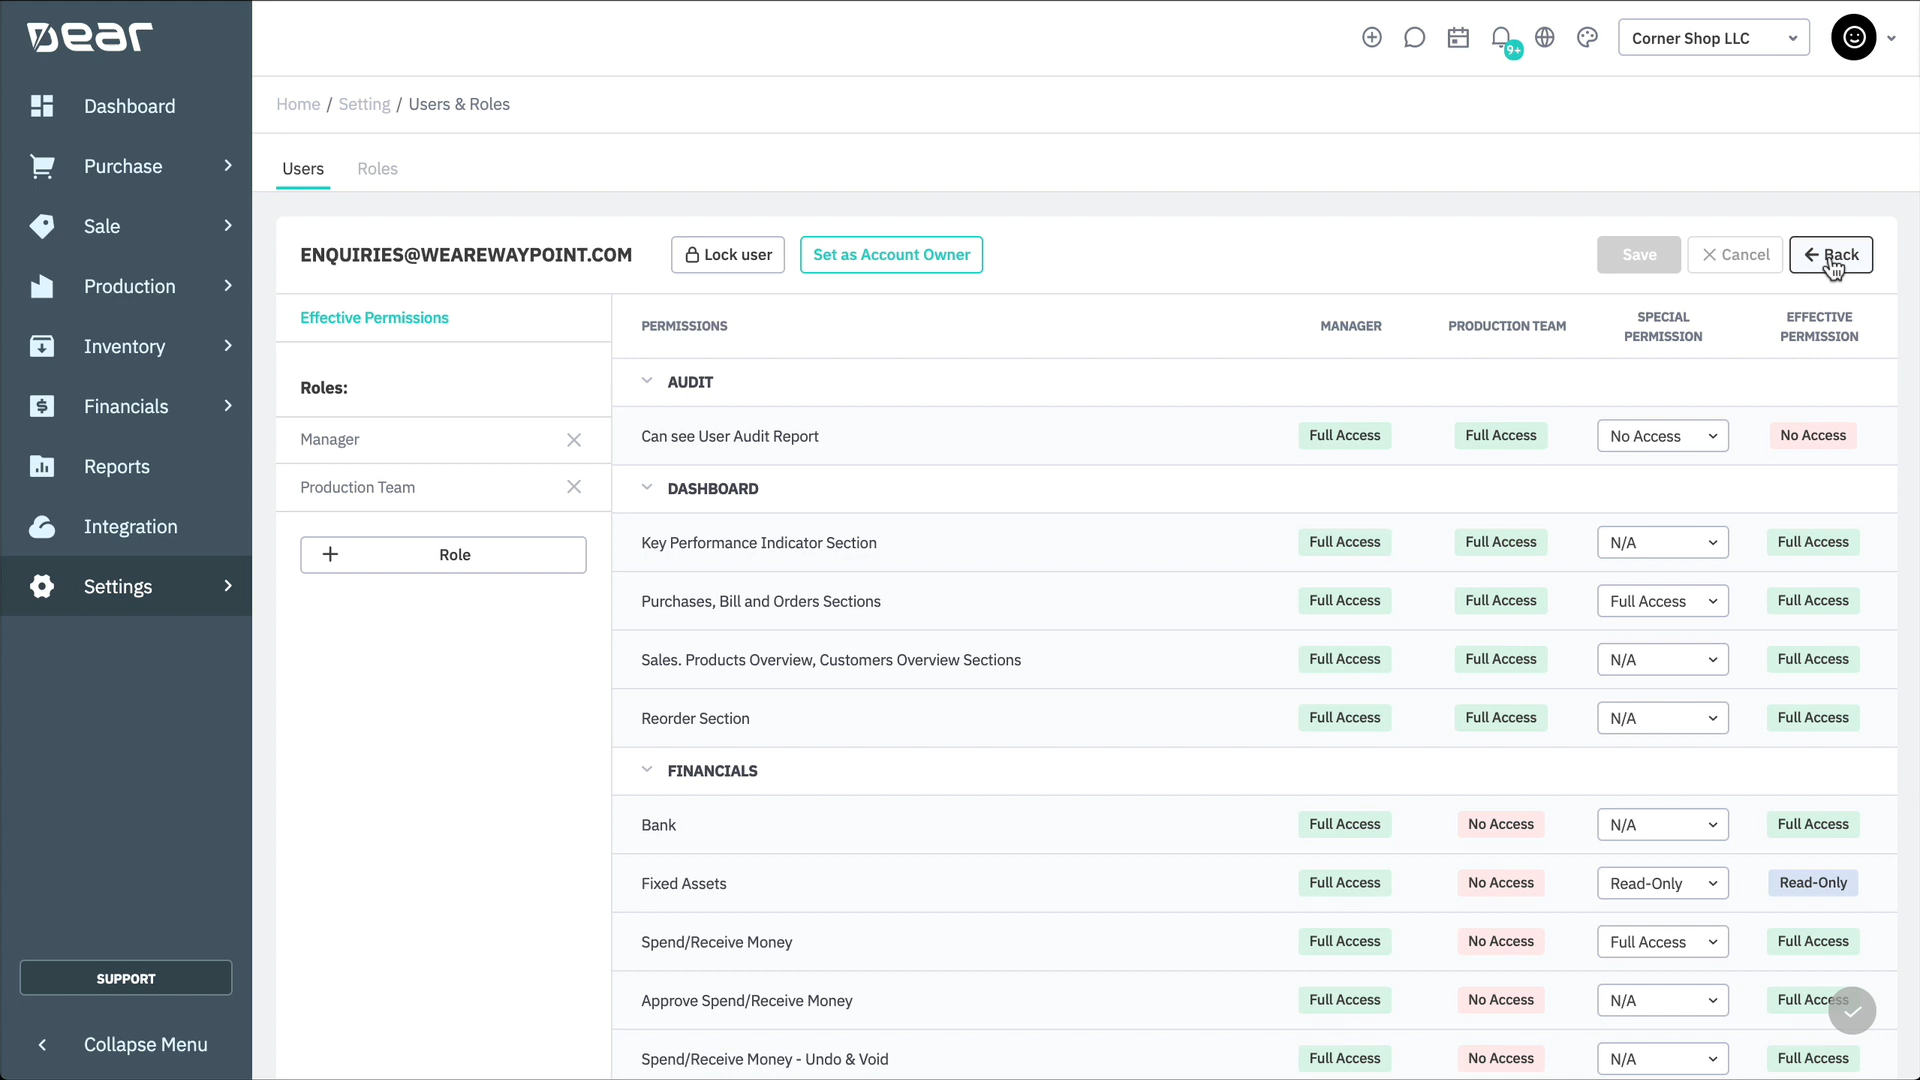 Dear
9+
Corner Shop LLC
Dashboard
Purchase
Sale
Production
Inventory
Financials
Reports
Integration
Settings
SUPPORT
Collapse Menu
Home / Setting / Users & Roles
Users Roles
ENQUIRIES@WEAREWAYPOINT.COM Lock user Set as Account Owner Save Cancel Back
Effective Permissions
Roles:
Manager
Production Team
+ Role
PERMISSIONS MANAGER PRODUCTION TEAM SPECIAL PERMISSION EFFECTIVE PERMISSION
AUDIT
Can see User Audit Report Full Access Full Access No Access No Access
DASHBOARD
Key Performance Indicator Section Full Access Full Access N/A Full Access
Purchases, Bill and Orders Sections Full Access Full Access Full Access Full Access
Sales. Products Overview, Customers Overview Sections Full Access Full Access N/A Full Access
Reorder Section Full Access Full Access N/A Full Access
FINANCIALS
Bank Full Access No Access N/A Full Access
Fixed Assets Full Access No Access Read-Only Read-Only
Spend/Receive Money Full Access No Access Full Access Full Access
Approve Spend/Receive Money Full Access No Access N/A Full Access
Spend/Receive Money - Undo & Void Full Access No Access N/A Full Access